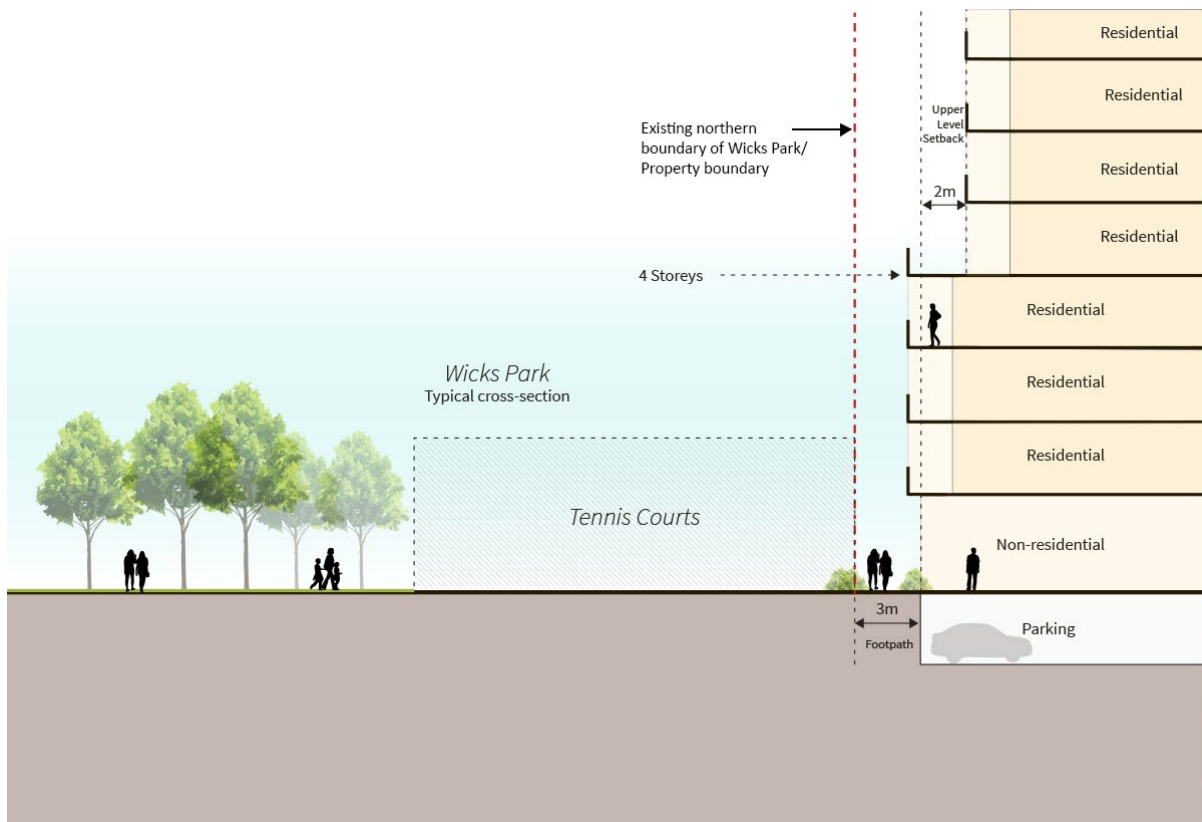 Residential
Residential
Upper
Level
Setback
Existing northern
boundary of Wicks Park/
Property boundary
Residential
2m
Residential
4 Storeys
Residential
Wicks Park
Typical cross-section
Residential
Residential
Tennis Courts
Non-residential
3m
Footpath
Parking